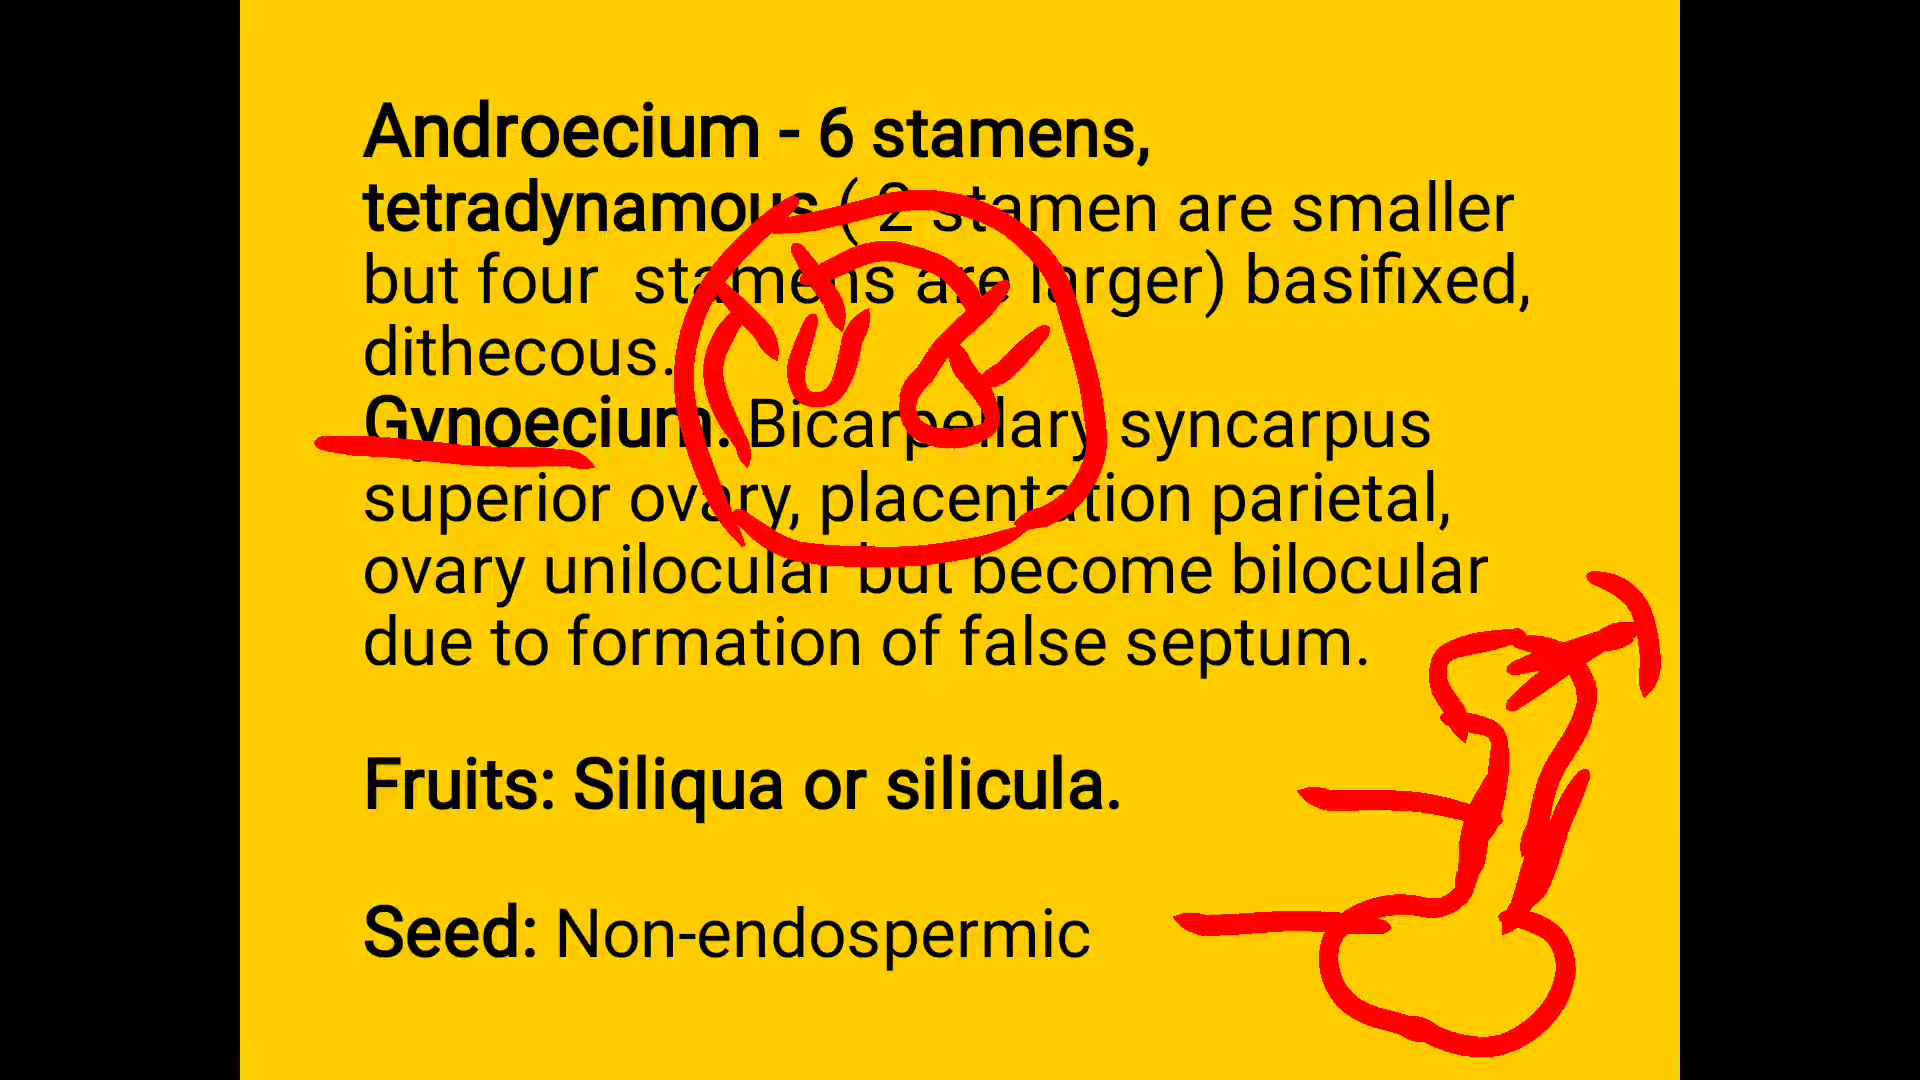 Androecium - 6 stamens,
tetradynamous ( 2 stamen are smaller
but four stamens are larger) basifixed,
dithecous.
Gynoecium. Bicarpellary syncarpus
superior ovary, placentation parietal,
ovary unilocular but become bilocular
due to formation of false septum.
Fruits: Siliqua or silicula.
Seed: Non-endospermic